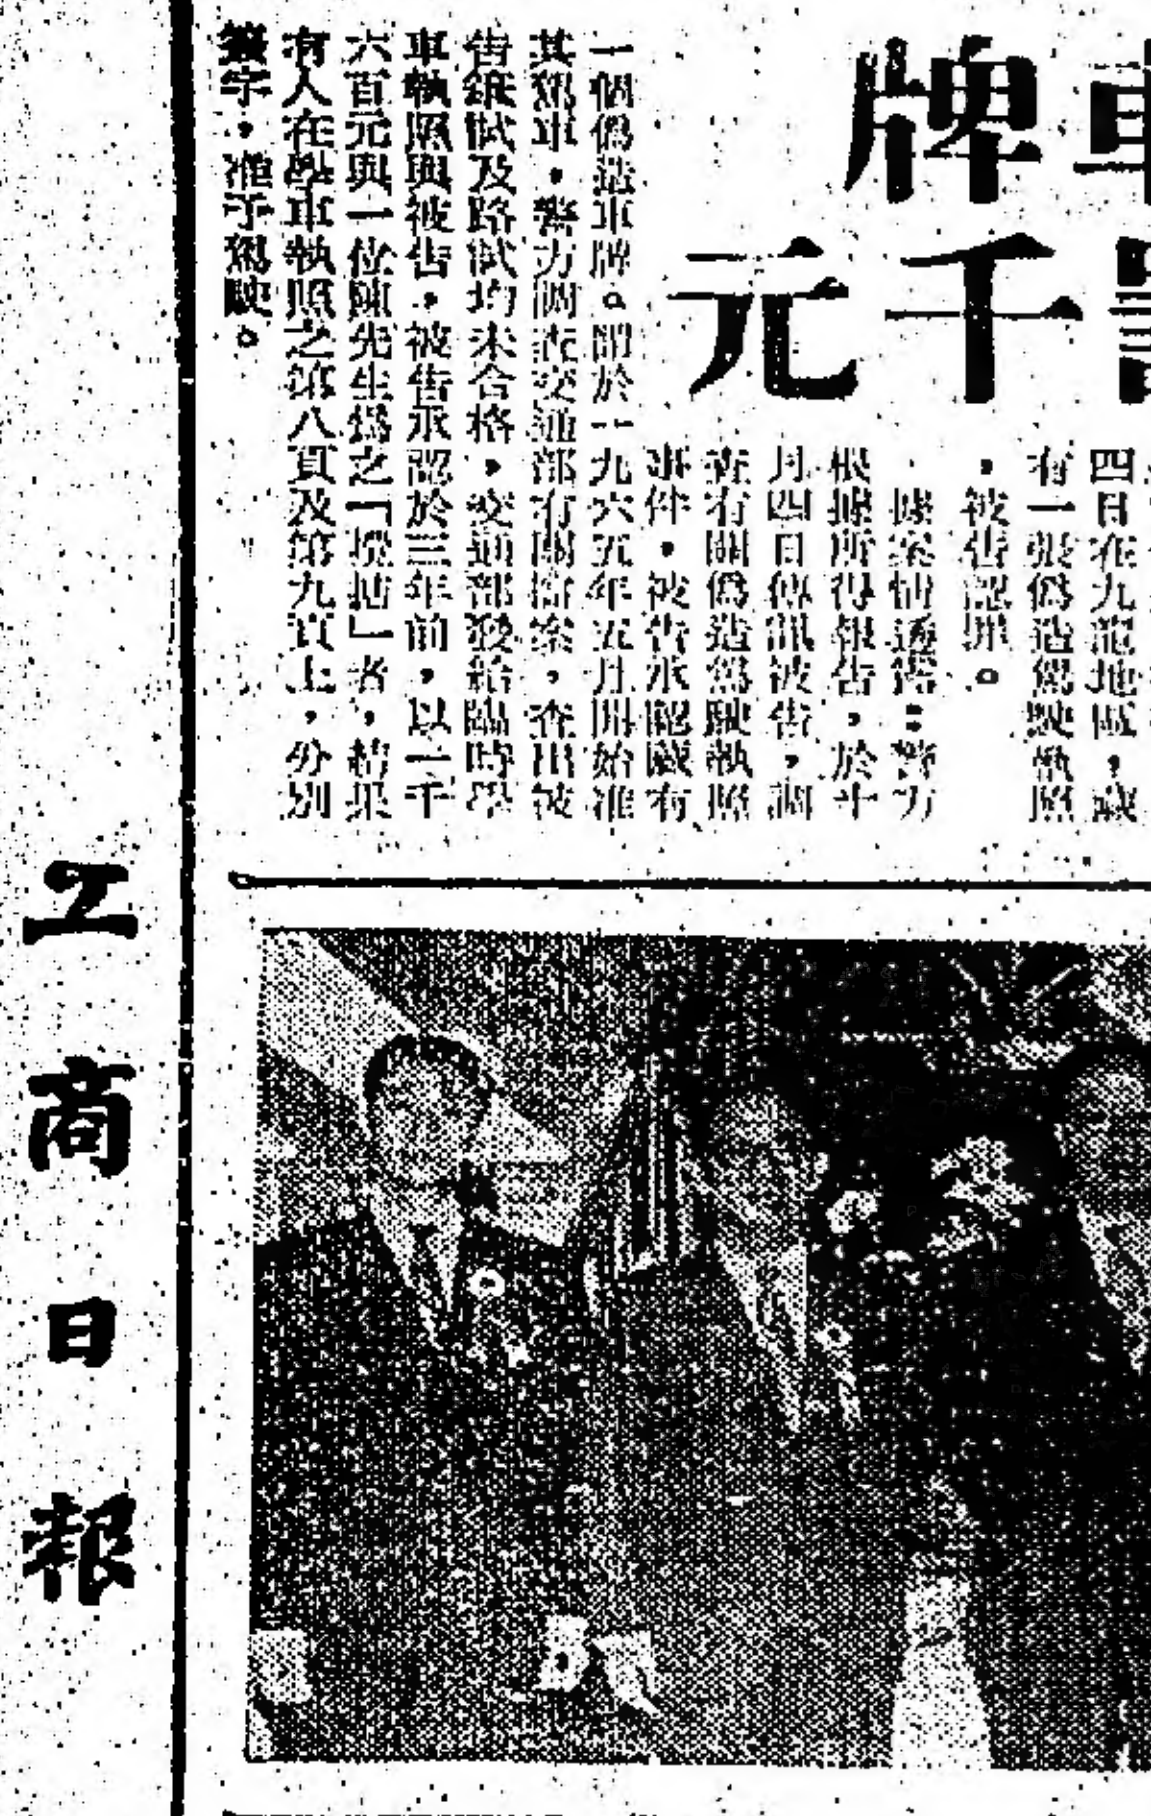 車牌
千元
四日在九龍地區，藏
有一張偽造駕駛執照
，被告認罪。
據案情透露：警方
根據所得報告，於十
月四日傳訊被告，調
查有關偽造駕駛執照
事件，被告承認藏有
一個偽造車牌。間於一九六五年五月開始准
其駕車，警方調查交通部有關檔案，查出被
告筆試及路試均未合格，交通部發給臨時學
車執照與被告，被告承認於三年前，以一千
六百元與一位陳先生為之「攪掂」者，結果
有人在學車執照之第八頁及第九頁上，分別
簽字，准予駕駛。
工商日報